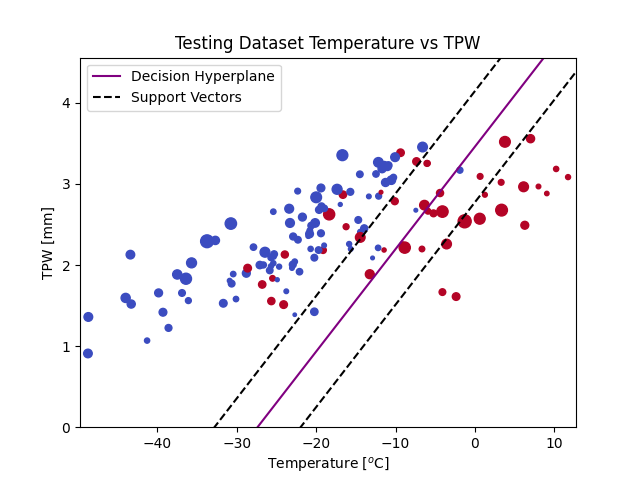 Testing Dataset Temperature vs TPW
Decision Hyperplane
Support Vectors
TPW [mm]
4
3
2
1
0
−40
−30
−20
−10
0
10
Temperature [°C]